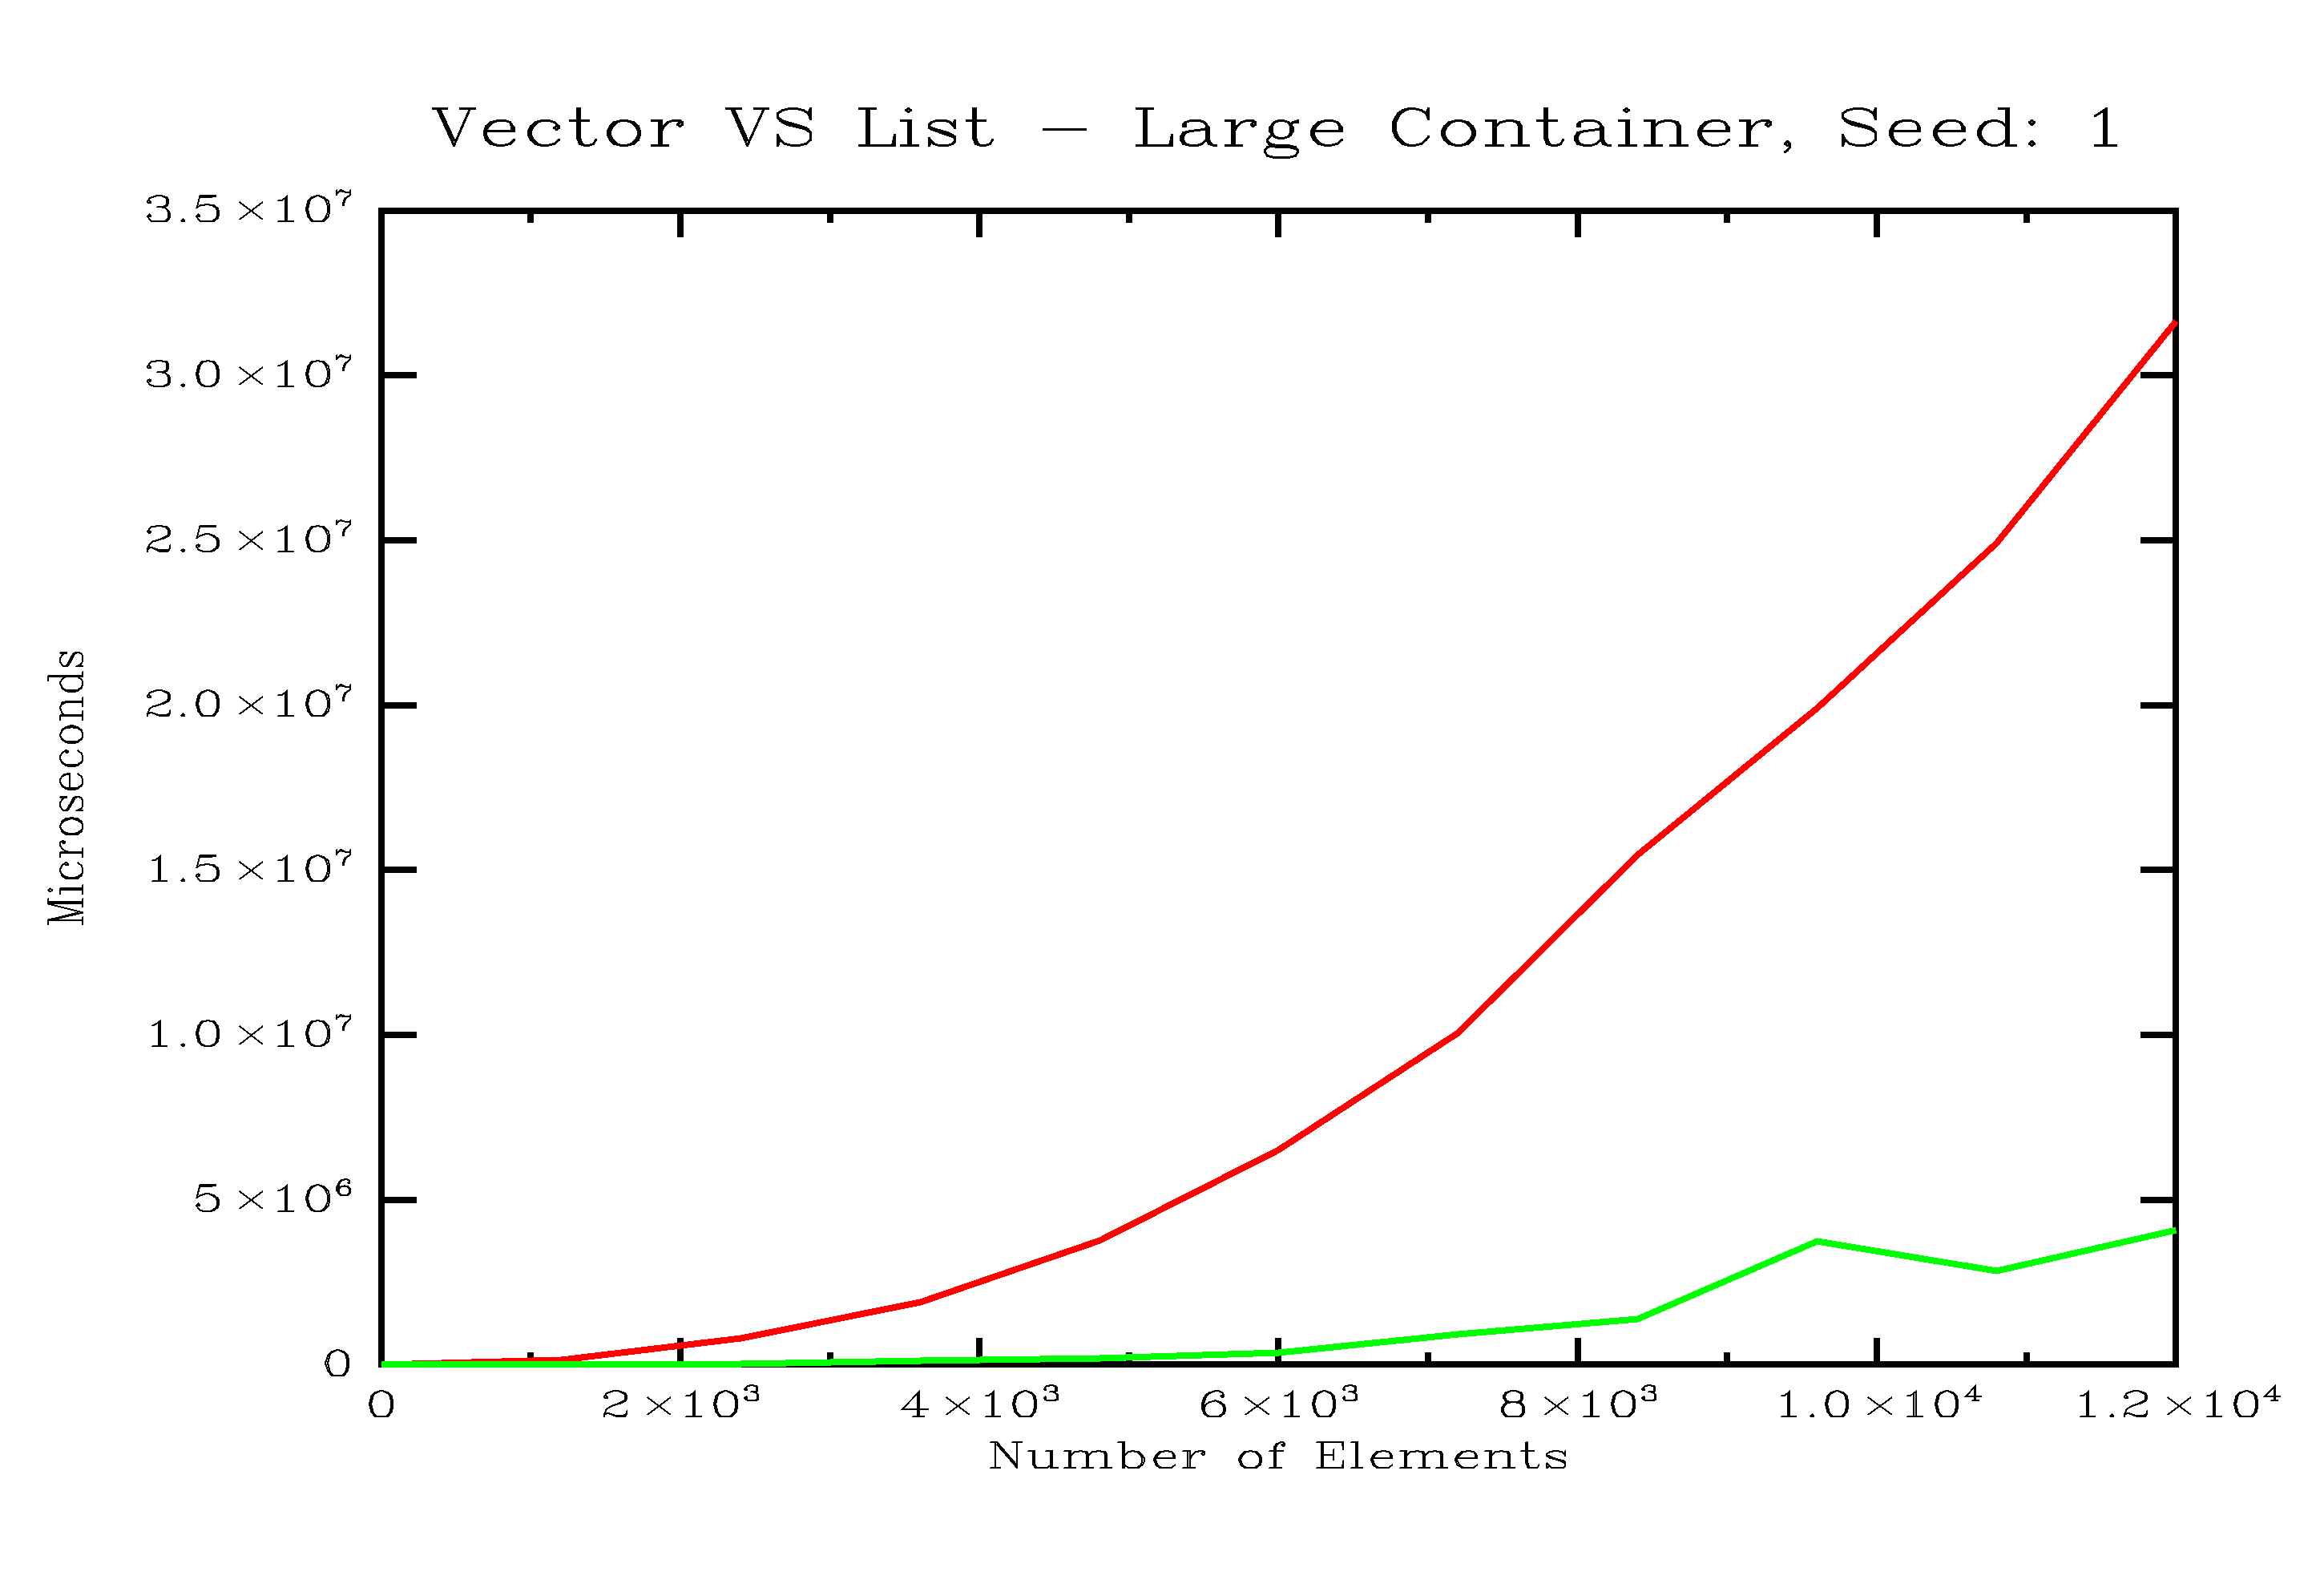 Vector VS List – Large Container, Seed: 1
3.5×10⁷
3.0×10⁷
2.5×10⁷
2.0×10⁷
1.5×10⁷
1.0×10⁷
5×10⁶
0
Microseconds
0 2×10³ 4×10³ 6×10³ 8×10³ 1.0×10⁴ 1.2×10⁴
Number of Elements